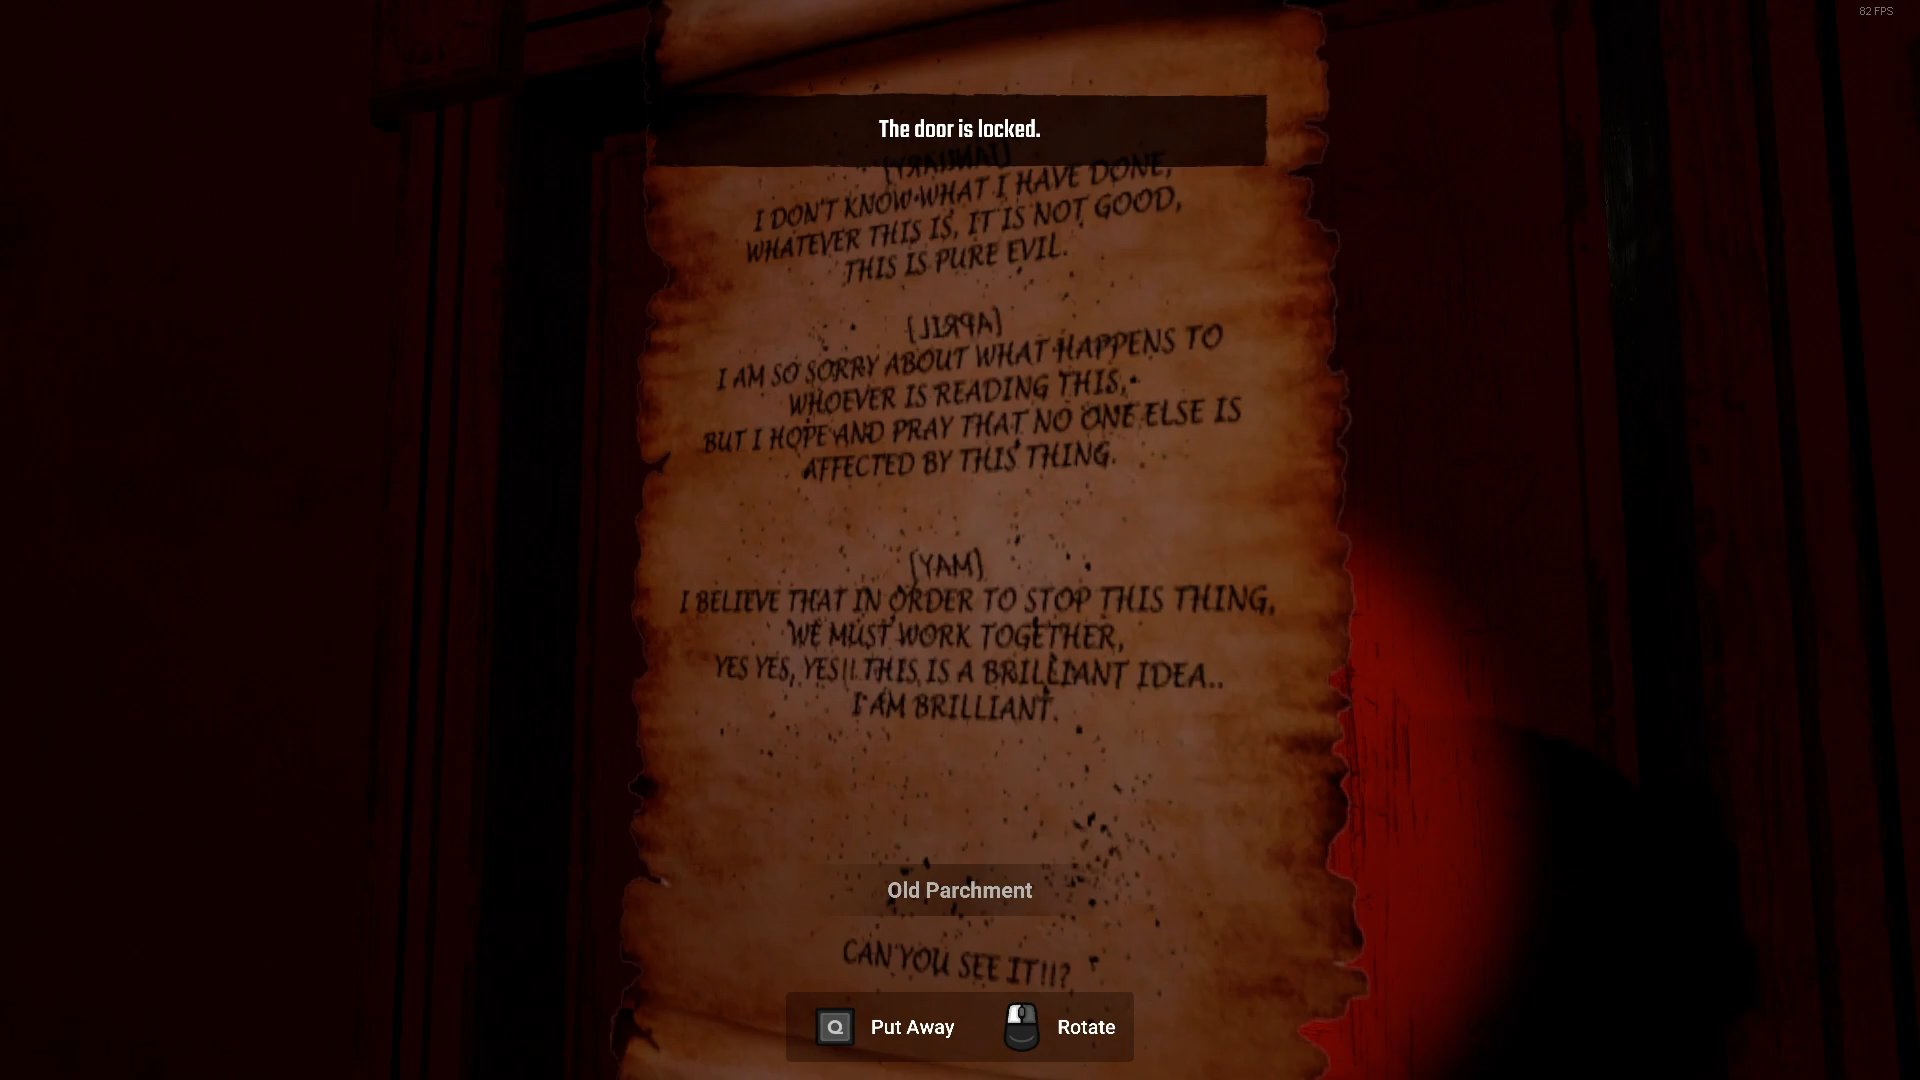 82 FPS
The door is locked.
[YRAUNAJ]
I DON'T KNOW WHAT I HAVE DONE,
WHATEVER THIS IS, IT IS NOT GOOD,
THIS IS PURE EVIL.
[LIRPA]
I AM SO SORRY ABOUT WHAT HAPPENS TO
WHOEVER IS READING THIS,
BUT I HOPE AND PRAY THAT NO ONE ELSE IS
AFFECTED BY THIS THING.
[YAM]
I BELIEVE THAT IN ORDER TO STOP THIS THING,
WE MUST WORK TOGETHER,
YES YES, YES!! THIS IS A BRILLIANT IDEA..
I AM BRILLIANT.
Old Parchment
CAN YOU SEE IT!!?
Q Put Away Rotate